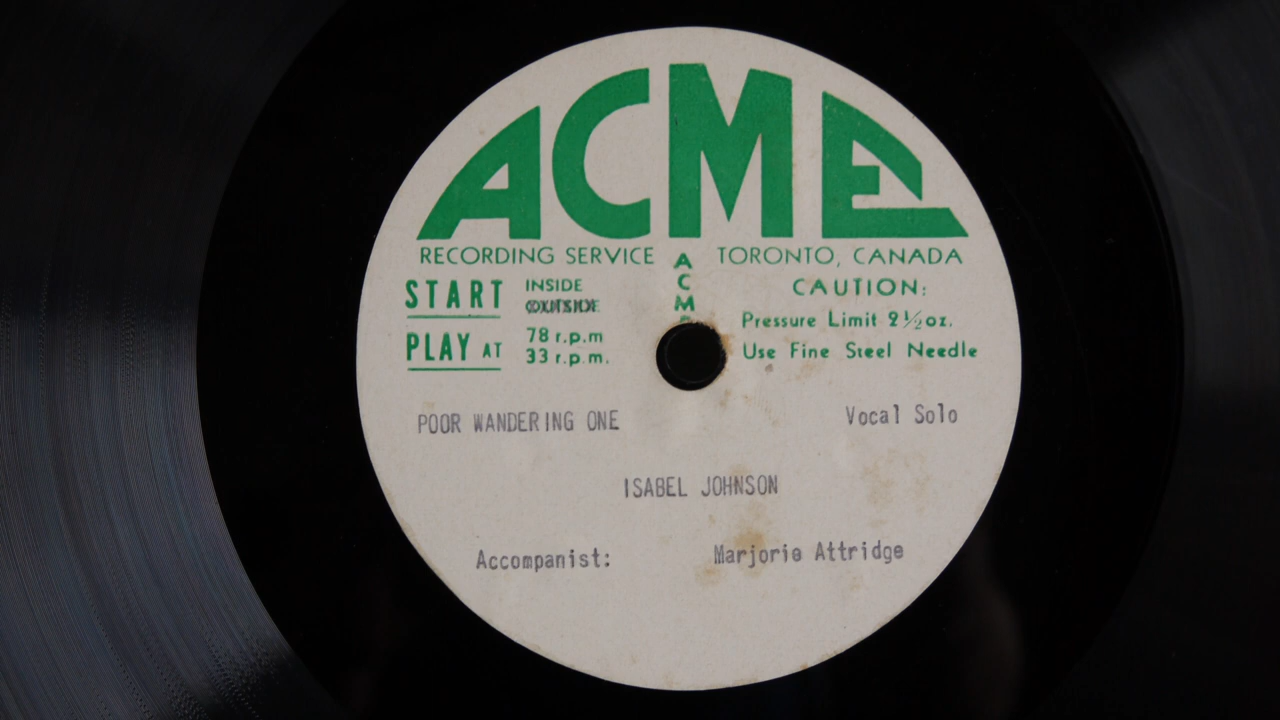 ACME
RECORDING SERVICE TORONTO, CANADA
ACME
START INSIDE
OUTSIDE
PLAY AT 78 r.p.m
33 r.p.m.
CAUTION:
Pressure Limit 2½oz.
Use Fine Steel Needle
POOR WANDERING ONE Vocal Solo
ISABEL JOHNSON
Accompanist: Marjorie Attridge